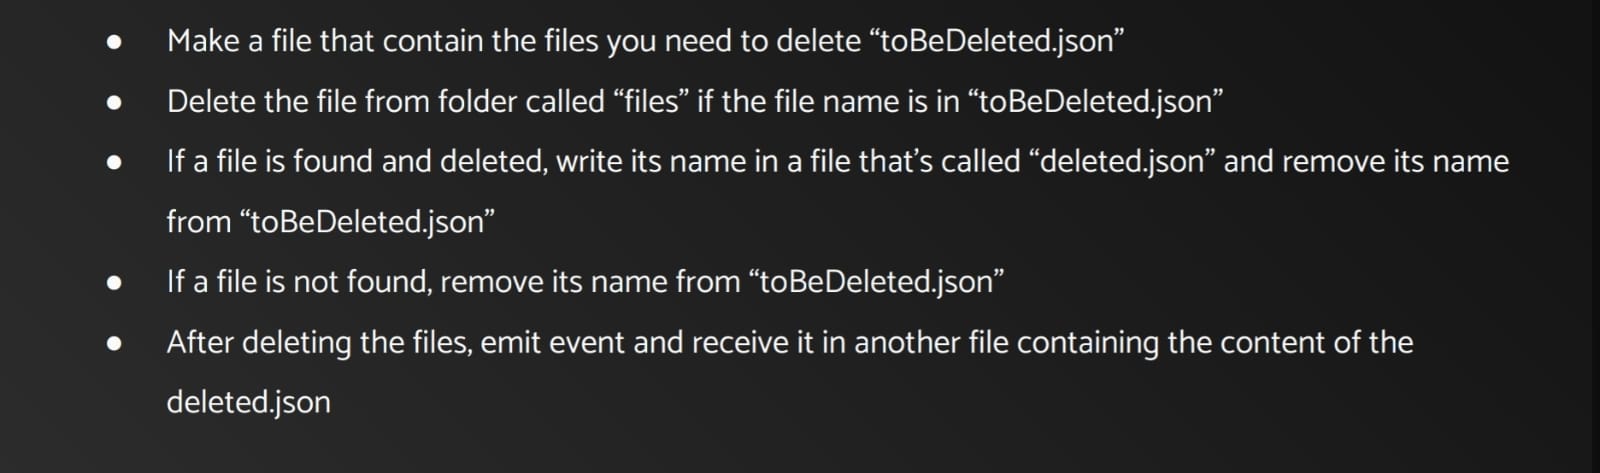 ● Make a file that contain the files you need to delete “toBeDeleted.json”
● Delete the file from folder called “files” if the file name is in “toBeDeleted.json”
● If a file is found and deleted, write its name in a file that’s called “deleted.json” and remove its name
from “toBeDeleted.json”
● If a file is not found, remove its name from “toBeDeleted.json”
● After deleting the files, emit event and receive it in another file containing the content of the
deleted.json